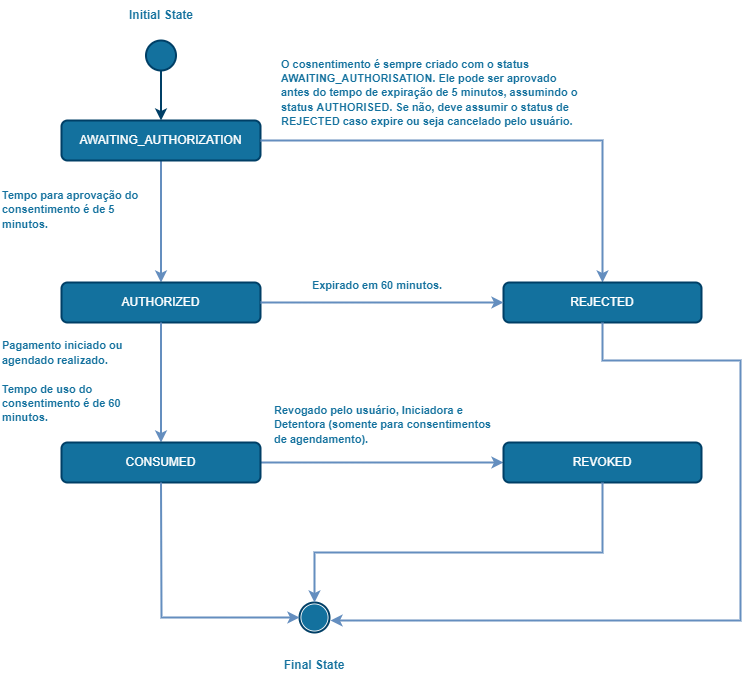 Initial State
O cosnentimento é sempre criado com o status
AWAITING_AUTHORISATION. Ele pode ser aprovado
antes do tempo de expiração de 5 minutos, assumindo o
status AUTHORISED. Se não, deve assumir o status de
REJECTED caso expire ou seja cancelado pelo usuário.
AWAITING_AUTHORIZATION
Tempo para aprovação do
consentimento é de 5
minutos.
AUTHORIZED
Expirado em 60 minutos.
REJECTED
Pagamento iniciado ou
agendado realizado.
Tempo de uso do
consentimento é de 60
minutos.
Revogado pelo usuário, Iniciadora e
Detentora (somente para consentimentos
de agendamento).
CONSUMED
REVOKED
Final State